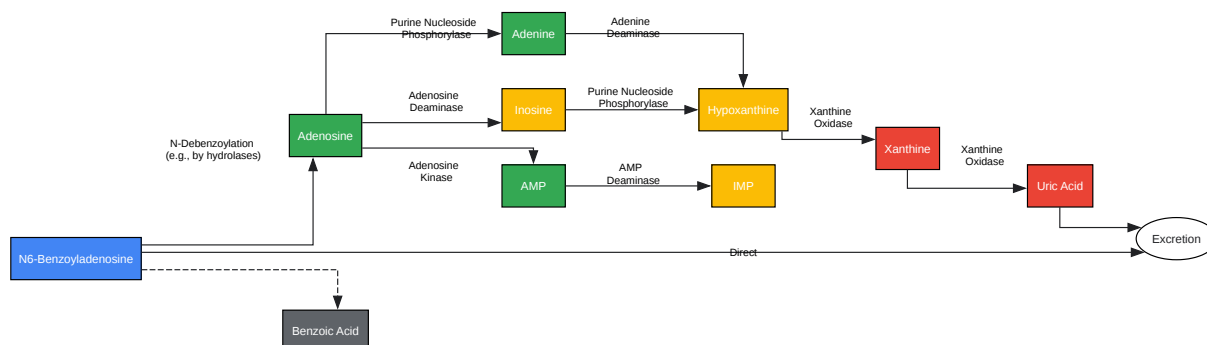 Purine Nucleoside
Phosphorylase
Adenine
Adenine
Deaminase
Adenosine
Deaminase
Inosine
Purine Nucleoside
Phosphorylase
Hypoxanthine
Xanthine
Oxidase
N-Debenzoylation
(e.g., by hydrolases)
Adenosine
Adenosine
Kinase
AMP
AMP
Deaminase
IMP
Xanthine
Xanthine
Oxidase
Uric Acid
N6-Benzoyladenosine
Direct
Excretion
Benzoic Acid